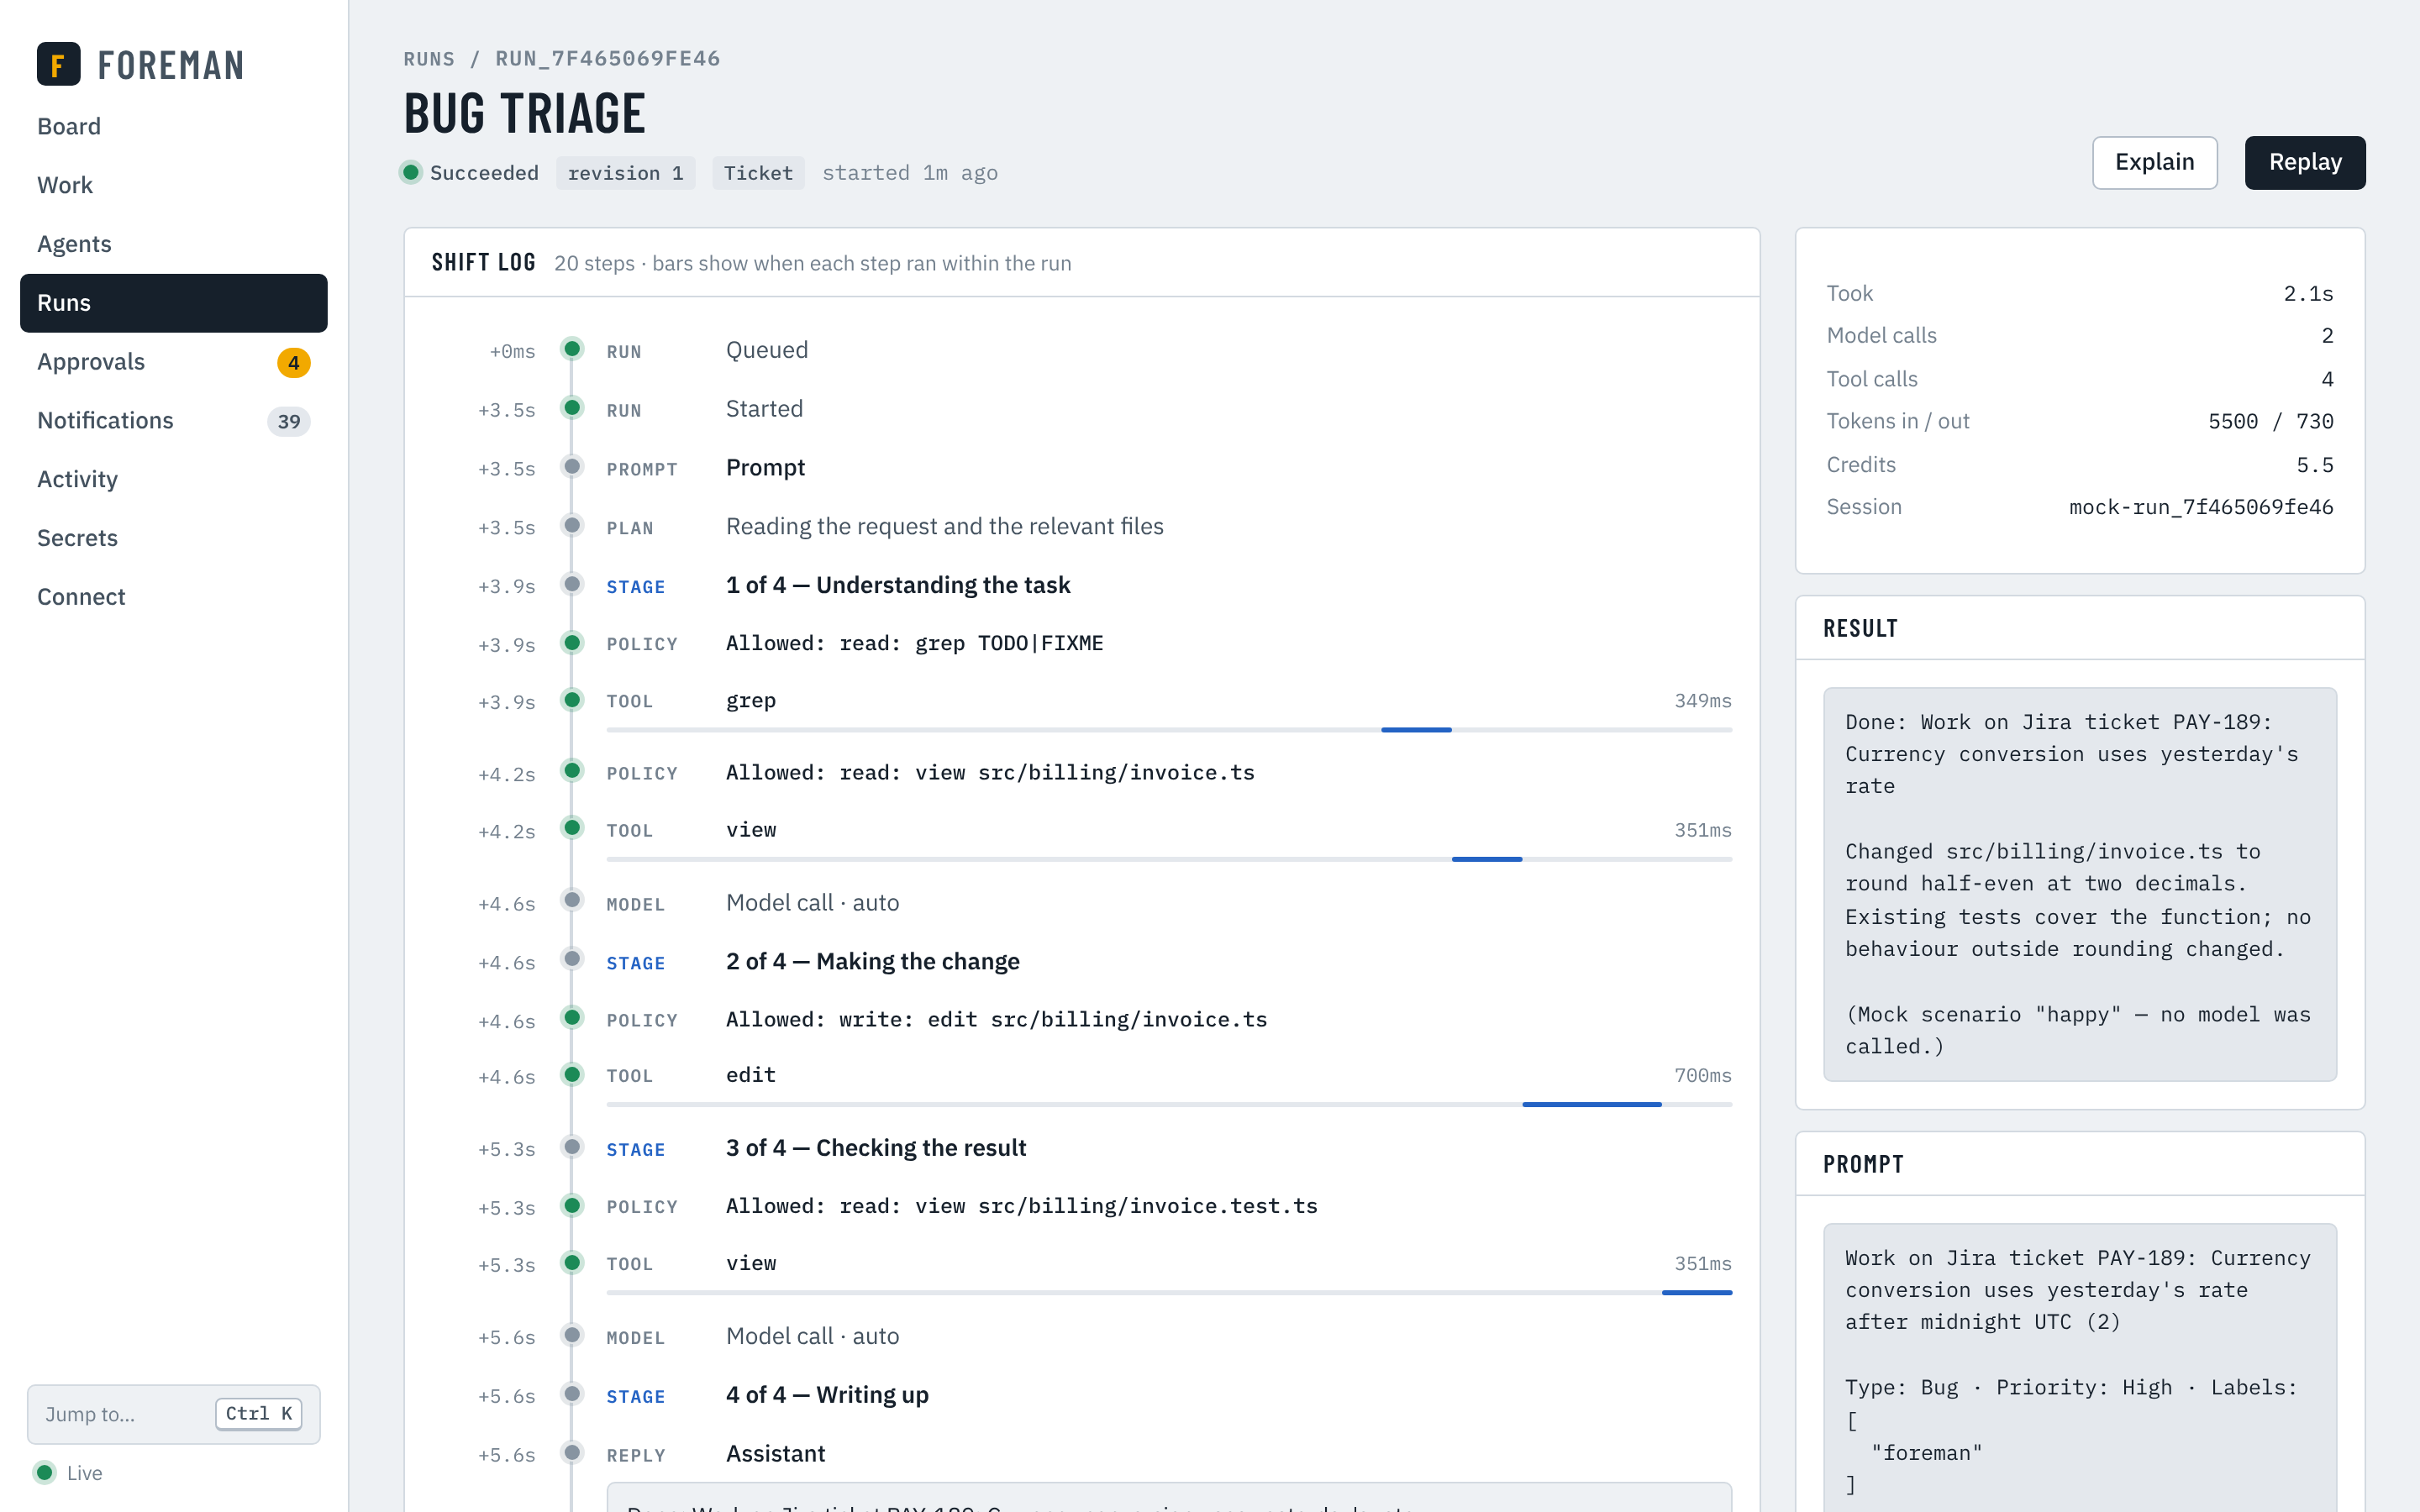 F FOREMAN
Board
Work
Agents
Runs
Approvals 4
Notifications 39
Activity
Secrets
Connect
Jump to... Ctrl K
Live
RUNS / RUN_7F465069FE46
BUG TRIAGE
Succeeded revision 1 Ticket started 1m ago
Explain Replay
SHIFT LOG 20 steps · bars show when each step ran within the run
+0ms RUN Queued
+3.5s RUN Started
+3.5s PROMPT Prompt
+3.5s PLAN Reading the request and the relevant files
+3.9s STAGE 1 of 4 — Understanding the task
+3.9s POLICY Allowed: read: grep TODO|FIXME
+3.9s TOOL grep 349ms
+4.2s POLICY Allowed: read: view src/billing/invoice.ts
+4.2s TOOL view 351ms
+4.6s MODEL Model call · auto
+4.6s STAGE 2 of 4 — Making the change
+4.6s POLICY Allowed: write: edit src/billing/invoice.ts
+4.6s TOOL edit 700ms
+5.3s STAGE 3 of 4 — Checking the result
+5.3s POLICY Allowed: read: view src/billing/invoice.test.ts
+5.3s TOOL view 351ms
+5.6s MODEL Model call · auto
+5.6s STAGE 4 of 4 — Writing up
+5.6s REPLY Assistant
Took 2.1s
Model calls 2
Tool calls 4
Tokens in / out 5500 / 730
Credits 5.5
Session mock-run_7f465069fe46
RESULT
Done: Work on Jira ticket PAY-189:
Currency conversion uses yesterday's
rate
Changed src/billing/invoice.ts to
round half-even at two decimals.
Existing tests cover the function; no
behaviour outside rounding changed.
(Mock scenario "happy" — no model was
called.)
PROMPT
Work on Jira ticket PAY-189: Currency
conversion uses yesterday's rate
after midnight UTC (2)
Type: Bug · Priority: High · Labels:
[
"foreman"
]